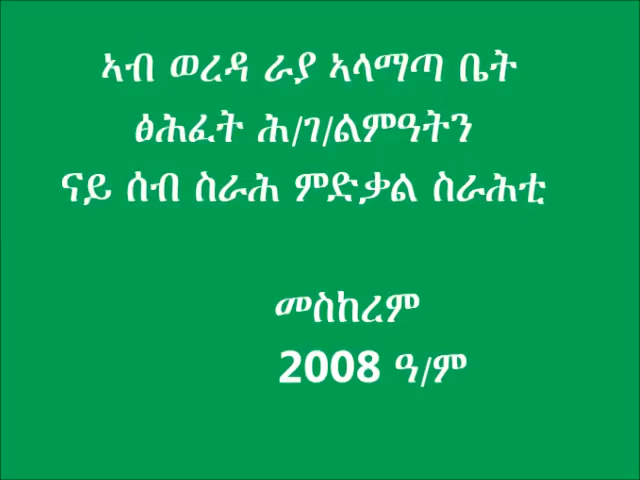 ኣብ ወረዳ ራያ ኣላማጣ ቤት
ፅሕፈት ሕ/ገ/ልምዓትን
ናይ ሰብ ስራሕ ምድቃል ስራሕቲ
መስከረም
2008 ዓ/ም